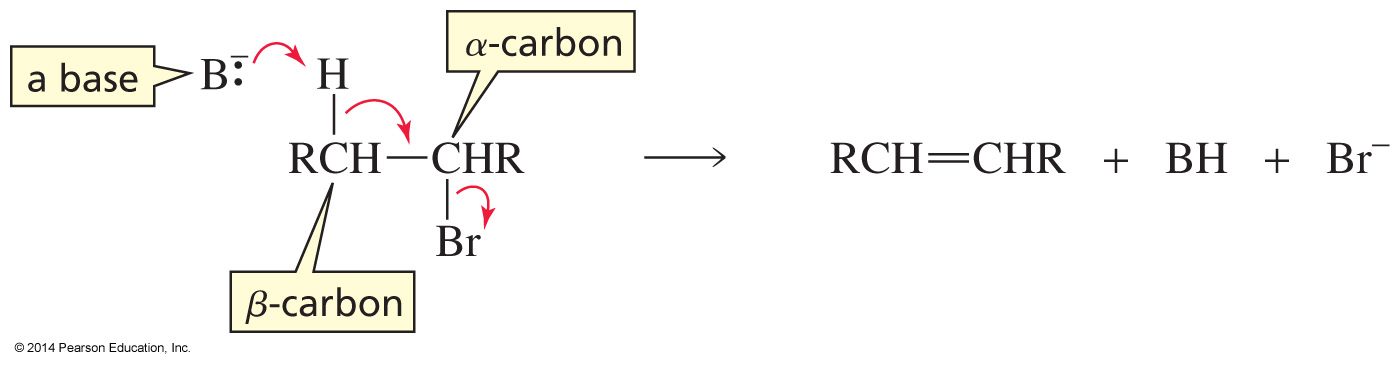 a base
B:⁻
H
α-carbon
RCH—CHR
Br
β-carbon
RCH=CHR + BH + Br⁻
© 2014 Pearson Education, Inc.